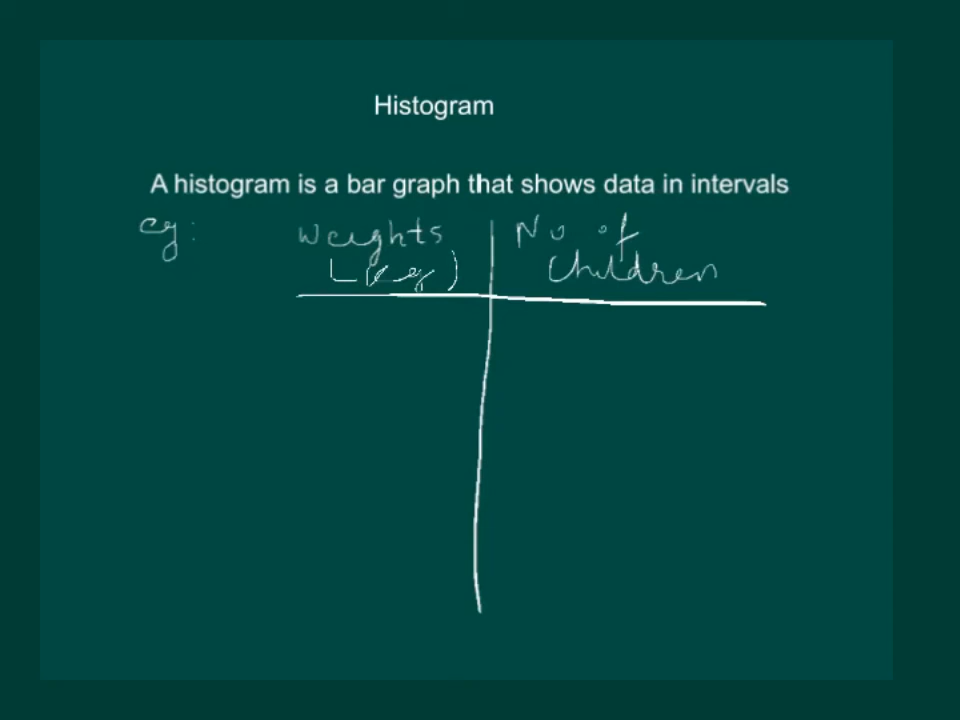 Histogram
A histogram is a bar graph that shows data in intervals
eg: Weights No of
(kg) Children